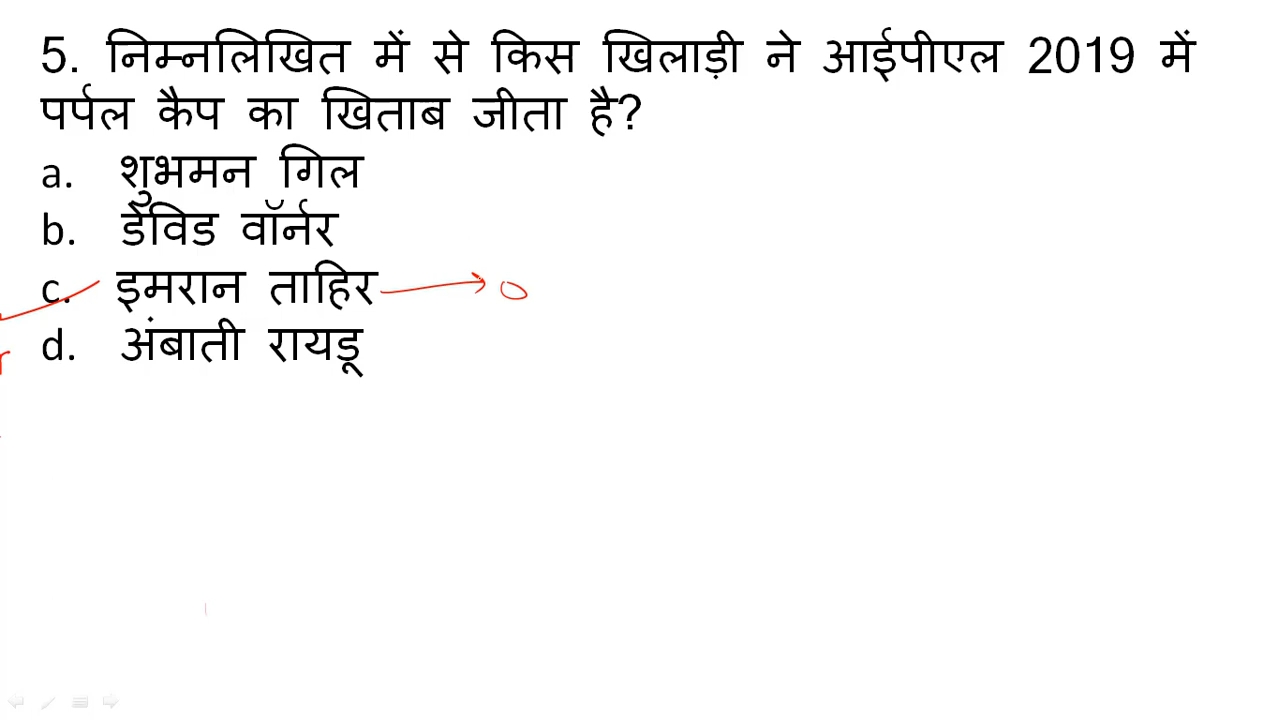 5. निम्नलिखित में से किस खिलाड़ी ने आईपीएल 2019 में
पर्पल कैप का खिताब जीता है?
a. शुभमन गिल
b. डेविड वॉर्नर
c. इमरान ताहिर
d. अंबाती रायडू